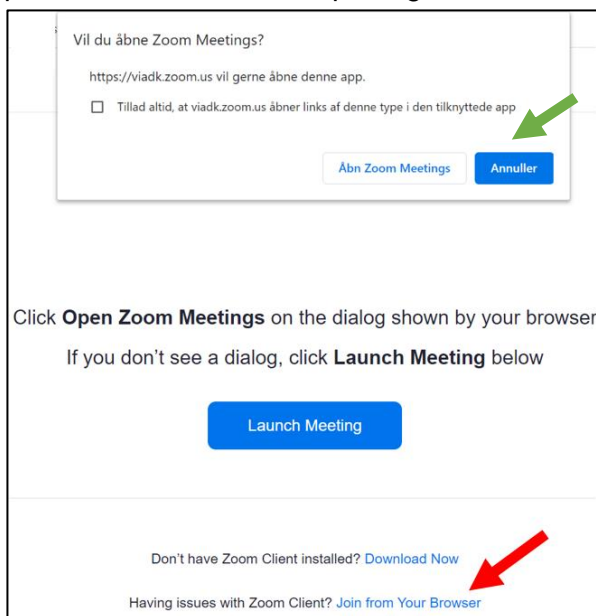 Vil du åbne Zoom Meetings?
https://viadk.zoom.us vil gerne åbne denne app.
Tillad altid, at viadk.zoom.us åbner links af denne type i den tilknyttede app
Åbn Zoom Meetings Annuller
Click Open Zoom Meetings on the dialog shown by your browser
If you don't see a dialog, click Launch Meeting below
Launch Meeting
Don't have Zoom Client installed? Download Now
Having issues with Zoom Client? Join from Your Browser